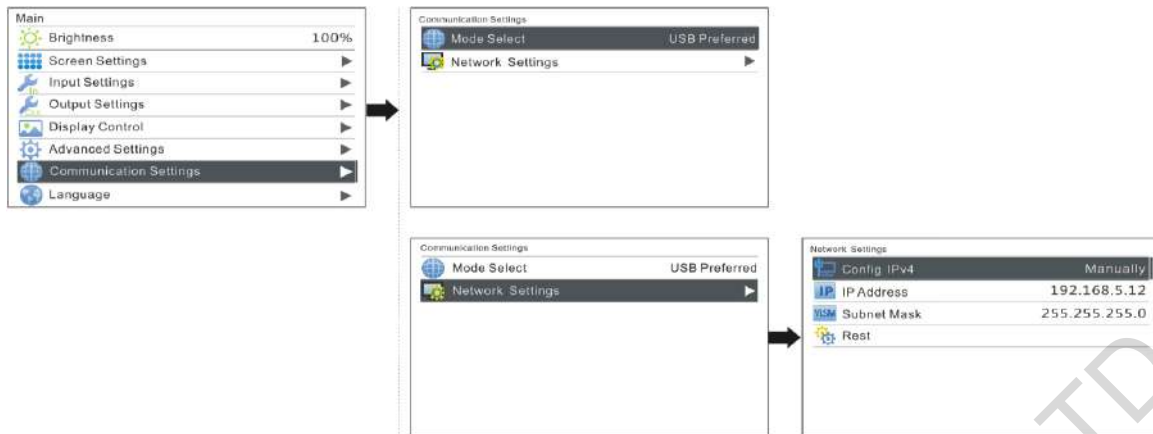 Main
Brightness 100%
Screen Settings
Input Settings
Output Settings
Display Control
Advanced Settings
Communication Settings
Language
Communication Settings
Mode Select USB Preferred
Network Settings
Communication Settings
Mode Select USB Preferred
Network Settings
Network Settings
Config IPv4 Manually
IP IP Address 192.168.5.12
Subnet Mask 255.255.255.0
Rest
TD